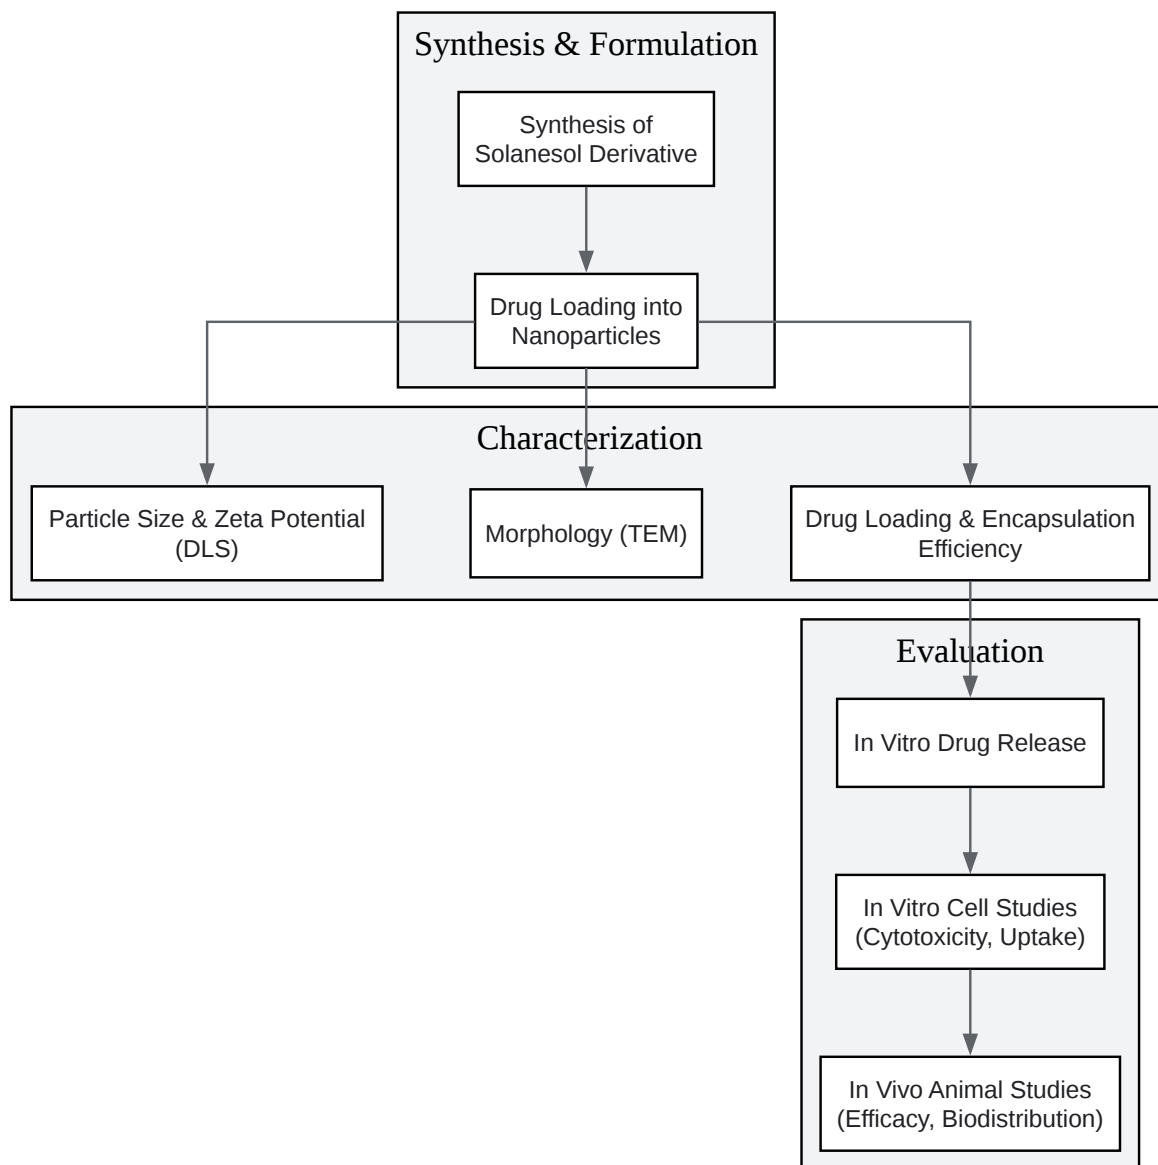 Synthesis & Formulation
Synthesis of
Solanesol Derivative
Drug Loading into
Nanoparticles
Characterization
Particle Size & Zeta Potential
(DLS)
Morphology (TEM)
Drug Loading & Encapsulation
Efficiency
Evaluation
In Vitro Drug Release
In Vitro Cell Studies
(Cytotoxicity, Uptake)
In Vivo Animal Studies
(Efficacy, Biodistribution)